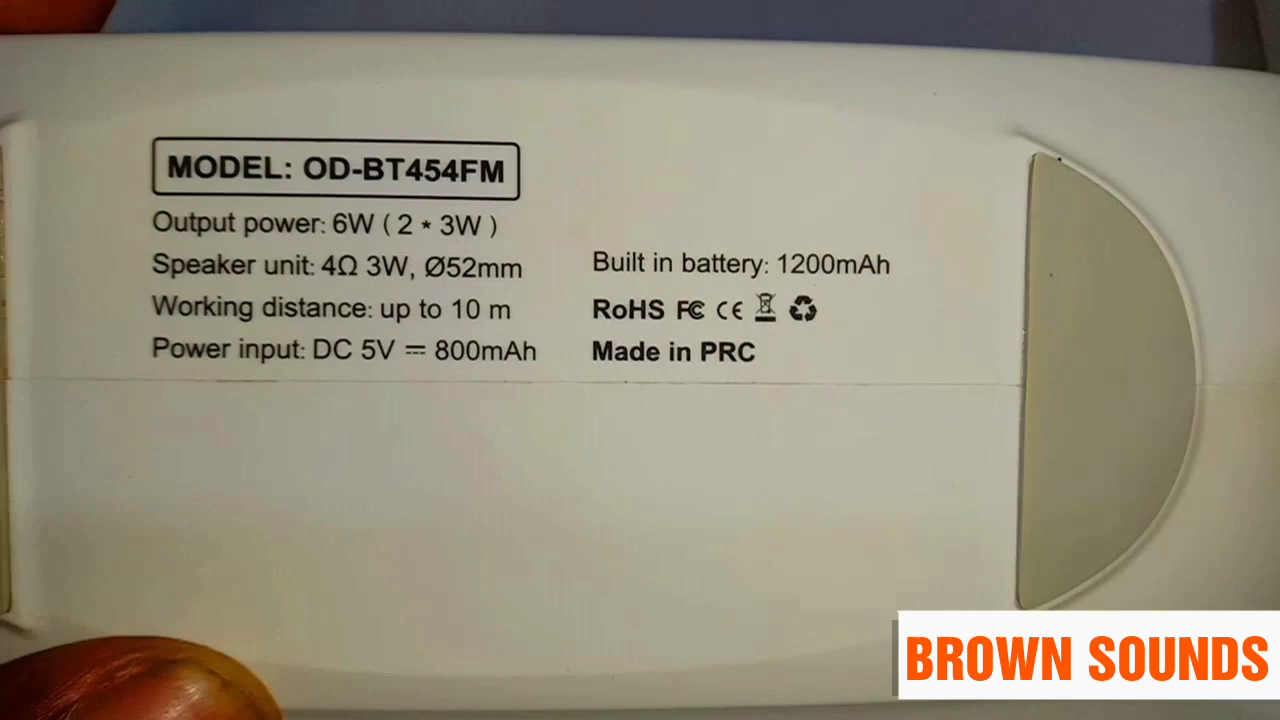 MODEL: OD-BT454FM
Output power: 6W ( 2 * 3W )
Speaker unit: 4Ω 3W, Ø52mm
Working distance: up to 10 m
Power input: DC 5V ⎓ 800mAh
Built in battery: 1200mAh
RoHS FC CE
Made in PRC
BROWN SOUNDS